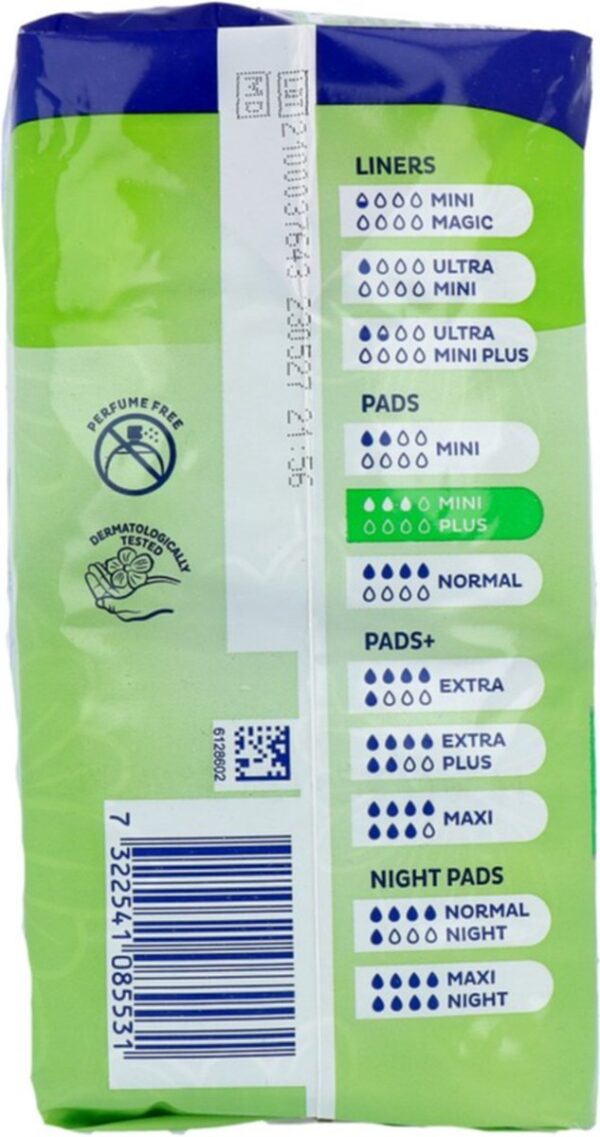 LOT 2100037643 230527 21:56
MD
LINERS
MINI
MAGIC
ULTRA
MINI
ULTRA
MINI PLUS
PADS
MINI
MINI
PLUS
NORMAL
PADS+
EXTRA
EXTRA
PLUS
MAXI
NIGHT PADS
NORMAL
NIGHT
MAXI
NIGHT
PERFUME FREE
DERMATOLOGICALLY
TESTED
6128602
7 322541 085531